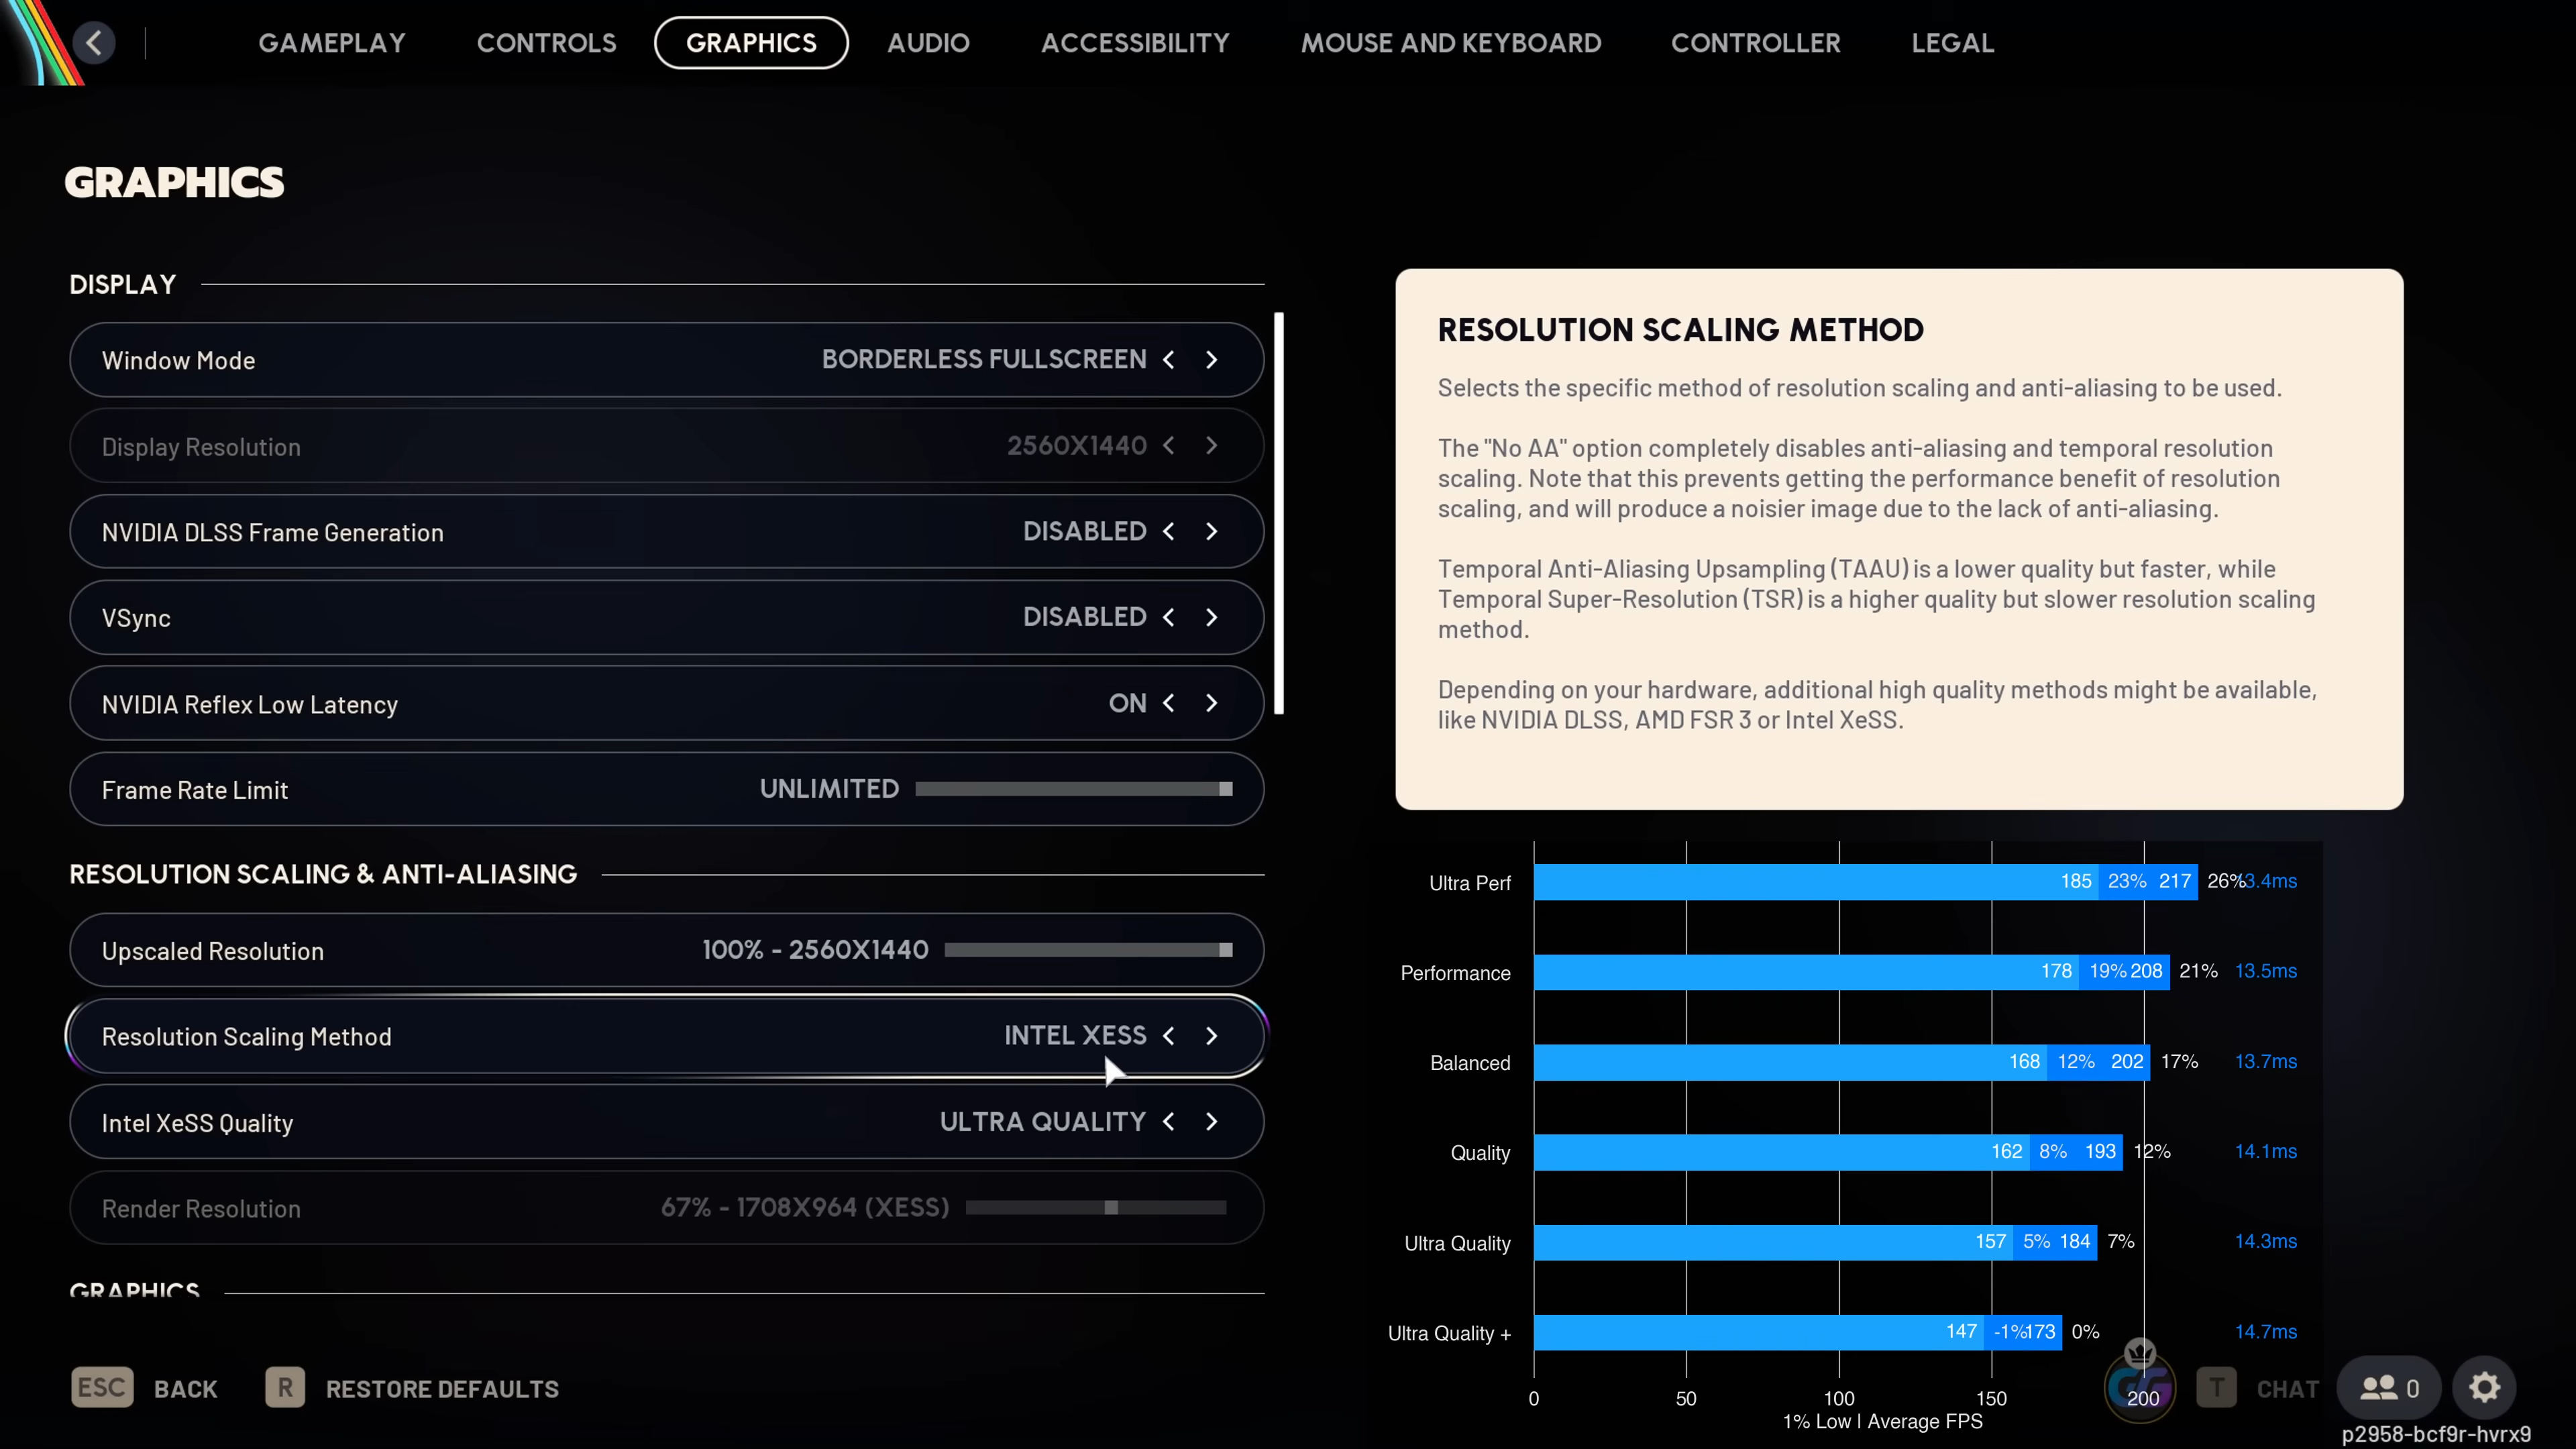 GAMEPLAY CONTROLS GRAPHICS AUDIO ACCESSIBILITY MOUSE AND KEYBOARD CONTROLLER LEGAL
GRAPHICS
DISPLAY
Window Mode BORDERLESS FULLSCREEN
Display Resolution 2560X1440
NVIDIA DLSS Frame Generation DISABLED
VSync DISABLED
NVIDIA Reflex Low Latency ON
Frame Rate Limit UNLIMITED
RESOLUTION SCALING & ANTI-ALIASING
Upscaled Resolution 100% - 2560X1440
Resolution Scaling Method INTEL XESS
Intel XeSS Quality ULTRA QUALITY
Render Resolution 67% - 1708X964 (XESS)
GRAPHICS
RESOLUTION SCALING METHOD
Selects the specific method of resolution scaling and anti-aliasing to be used.
The "No AA" option completely disables anti-aliasing and temporal resolution
scaling. Note that this prevents getting the performance benefit of resolution
scaling, and will produce a noisier image due to the lack of anti-aliasing.
Temporal Anti-Aliasing Upsampling (TAAU) is a lower quality but faster, while
Temporal Super-Resolution (TSR) is a higher quality but slower resolution scaling
method.
Depending on your hardware, additional high quality methods might be available,
like NVIDIA DLSS, AMD FSR 3 or Intel XeSS.
Ultra Perf 185 23% 217 26% 13.4ms
Performance 178 19% 208 21% 13.5ms
Balanced 168 12% 202 17% 13.7ms
Quality 162 8% 193 12% 14.1ms
Ultra Quality 157 5% 184 7% 14.3ms
Ultra Quality + 147 -1% 173 0% 14.7ms
0 50 100 150 200
1% Low | Average FPS
ESC BACK R RESTORE DEFAULTS
GG T CHAT 0
p2958-bcf9r-hvrx9